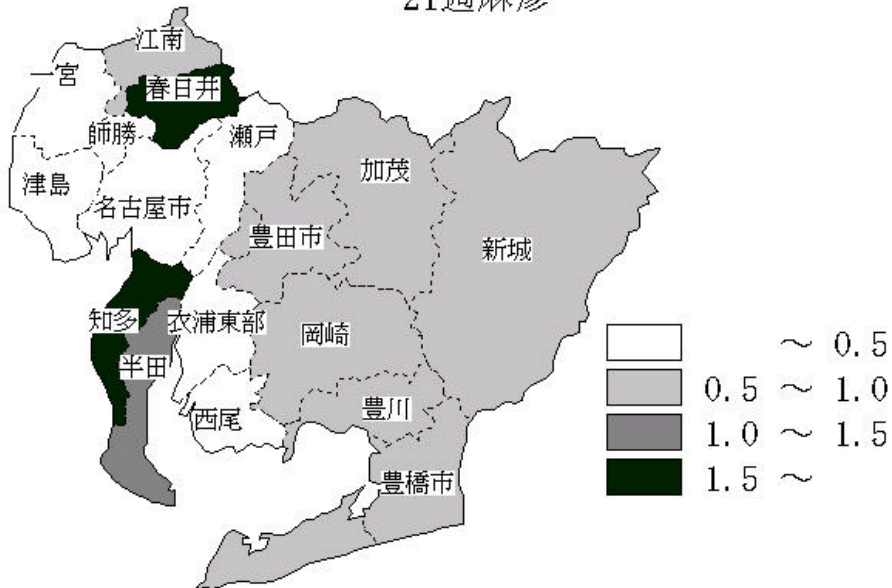 21週麻疹
江南
一宮
春日井
師勝
瀬戸
加茂
津島
名古屋市
豊田市
新城
知多
衣浦東部
岡崎
半田
西尾
豊川
豊橋市
～ 0.5
0.5 ～ 1.0
1.0 ～ 1.5
1.5 ～